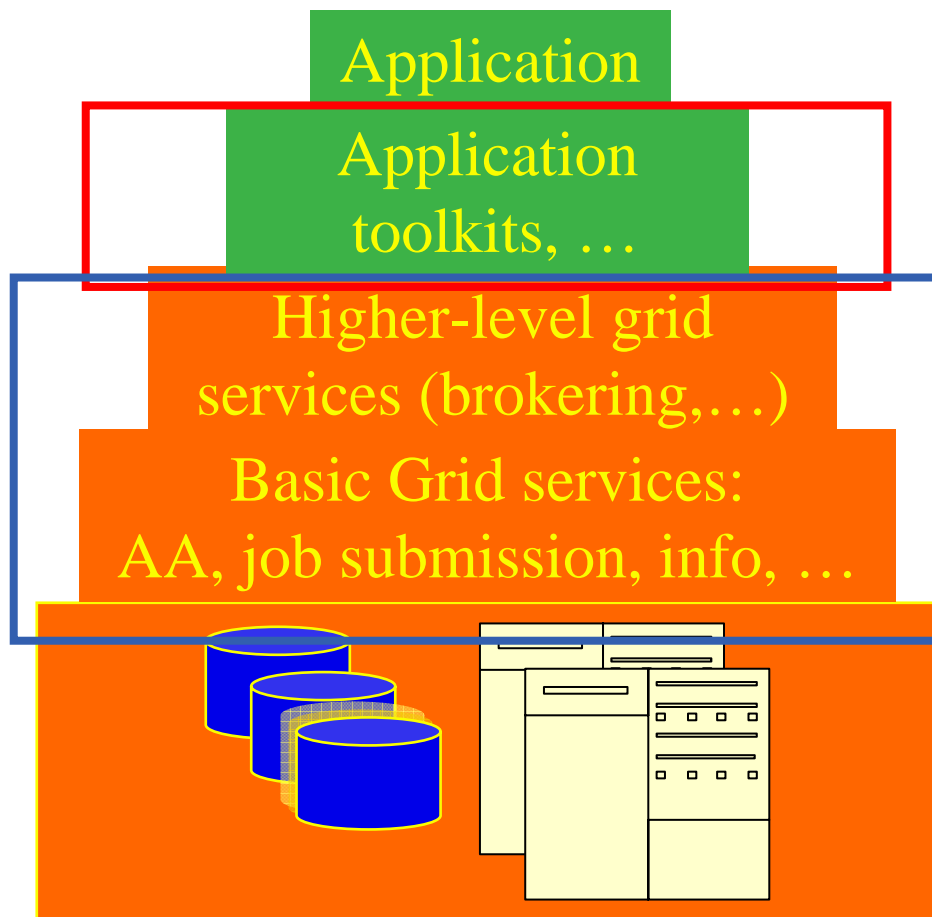 Application
Application
toolkits, …
Higher-level grid
services (brokering,…)
Basic Grid services:
AA, job submission, info, …